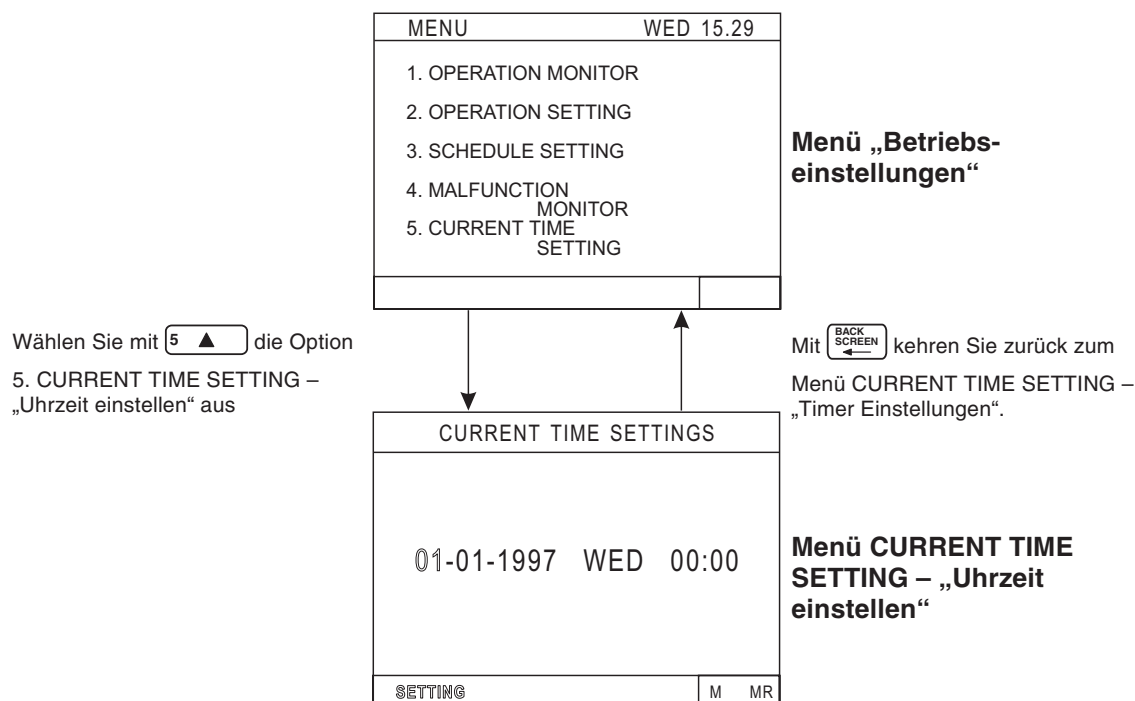 MENU WED 15.29
1. OPERATION MONITOR
2. OPERATION SETTING
3. SCHEDULE SETTING
4. MALFUNCTION
MONITOR
5. CURRENT TIME
SETTING
Menü „Betriebs-
einstellungen“
Wählen Sie mit 5 ▲ die Option
5. CURRENT TIME SETTING –
„Uhrzeit einstellen“ aus
Mit BACK SCREEN ← kehren Sie zurück zum
Menü CURRENT TIME SETTING –
„Timer Einstellungen“.
CURRENT TIME SETTINGS
01-01-1997 WED 00:00
Menü CURRENT TIME
SETTING – „Uhrzeit
einstellen“
SETTING M MR